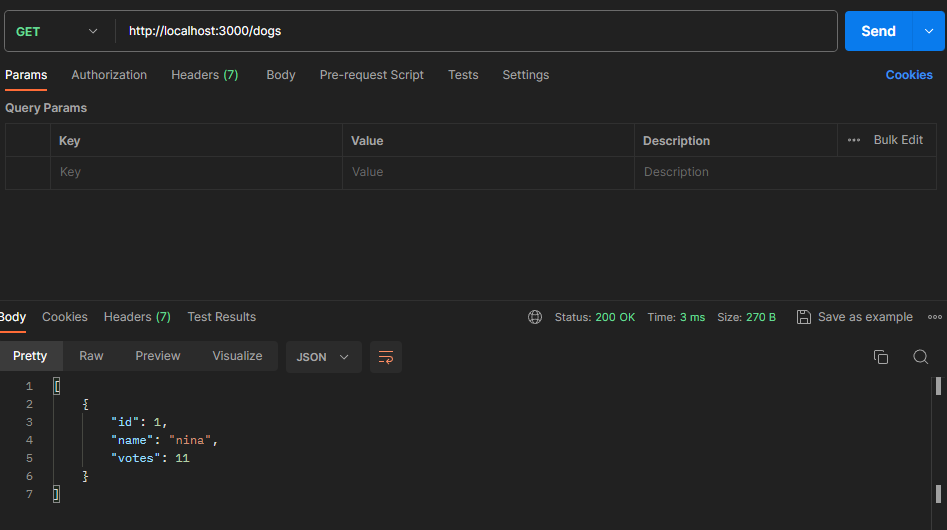 GET http://localhost:3000/dogs Send
Params Authorization Headers (7) Body Pre-request Script Tests Settings Cookies
Query Params
Key Value Description ••• Bulk Edit
Key Value Description
Body Cookies Headers (7) Test Results Status: 200 OK Time: 3 ms Size: 270 B Save as example •••
Pretty Raw Preview Visualize JSON
1 [
2 {
3 "id": 1,
4 "name": "nina",
5 "votes": 11
6 }
7 ]